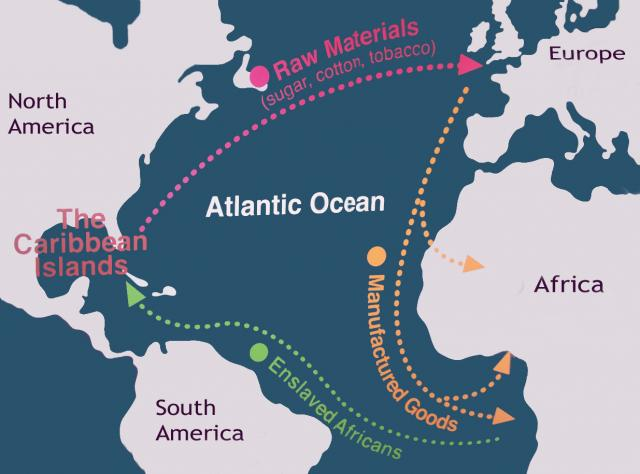 Raw Materials
(sugar, cotton, tobacco)
Europe
North
America
Atlantic Ocean
The
Caribbean
Islands
Africa
Manufactured Goods
Enslaved Africans
South
America